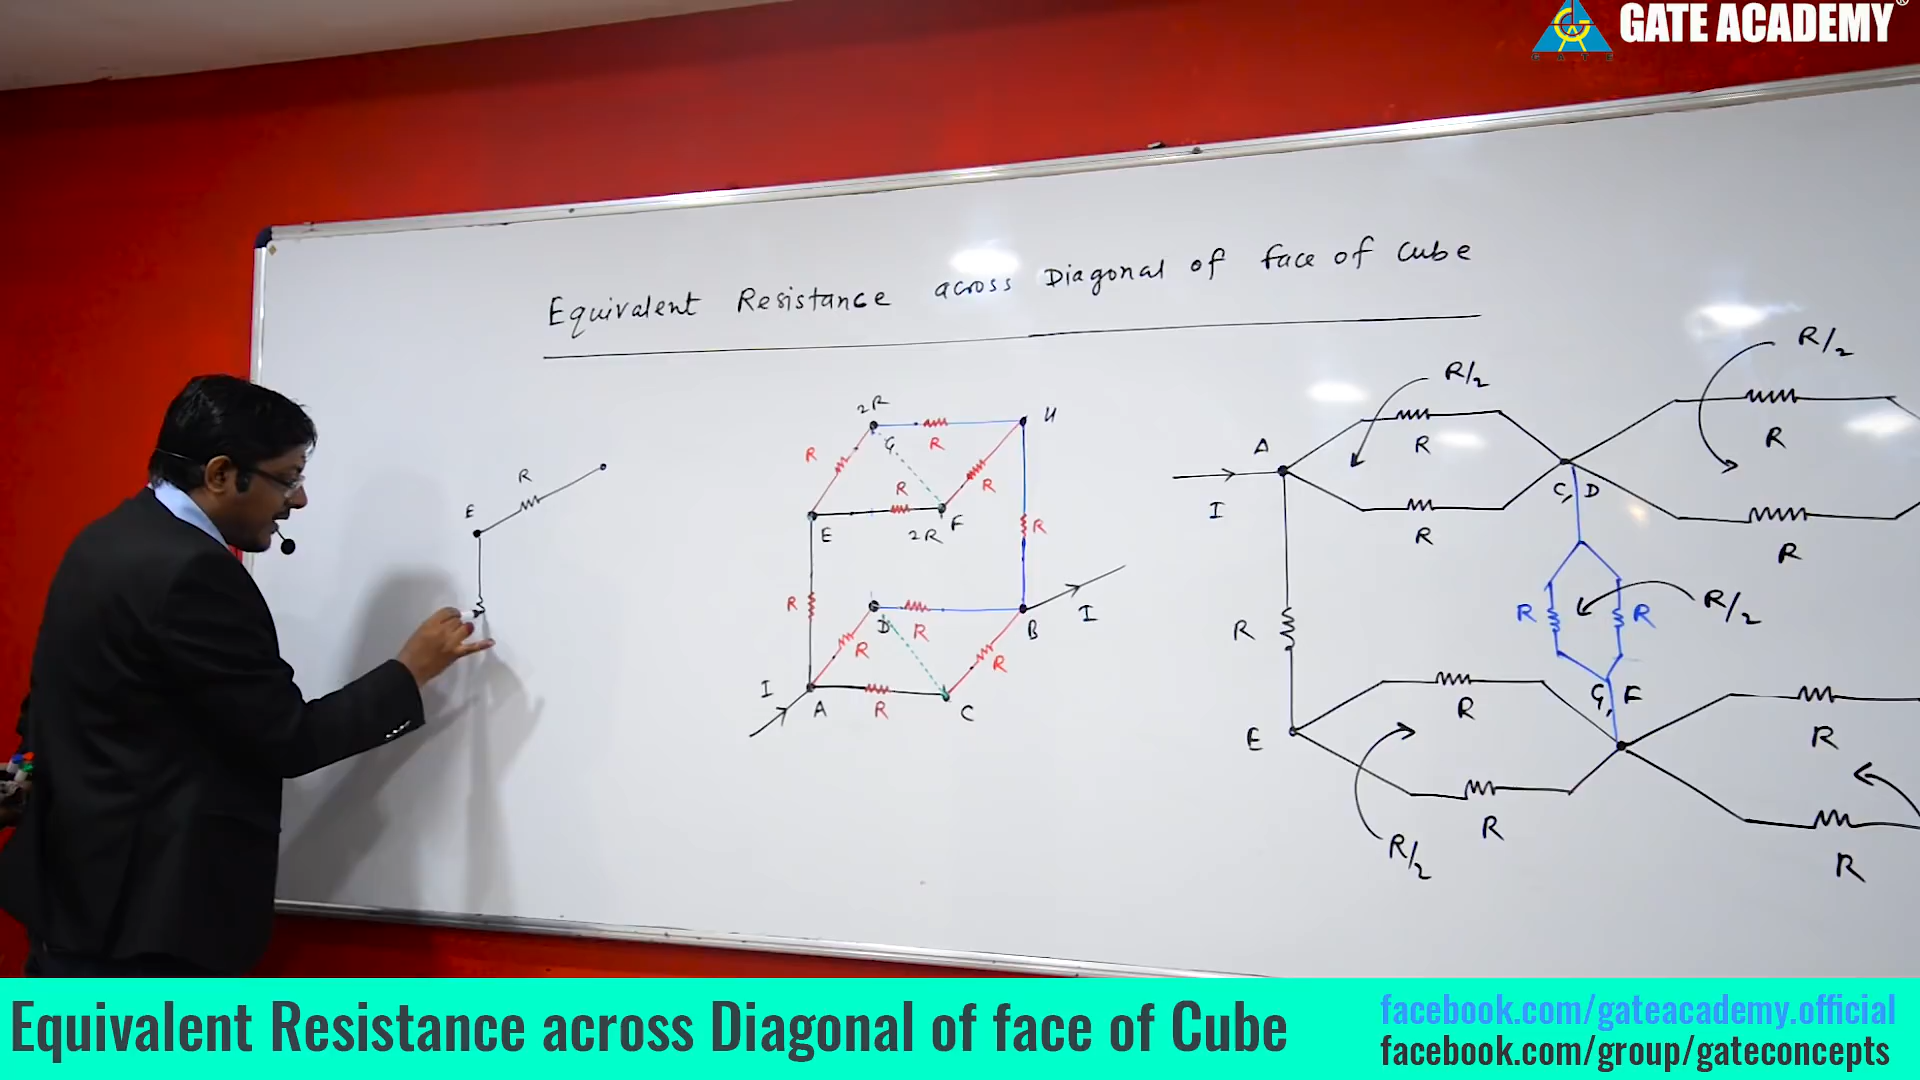 GATE ACADEMY®
GATE
Equivalent Resistance across Diagonal of face of Cube
R
E
2R
G
H
R
R
R
R
E
2R
F
R
R
D
R
R
B
I
R
I
A
R
C
R/2
R/2
A
R
R
I
C, D
R
R
R
R
R/2
R
E
R
G, F
R
R/2
R
R
Equivalent Resistance across Diagonal of face of Cube
facebook.com/gateacademy.official
facebook.com/group/gateconcepts